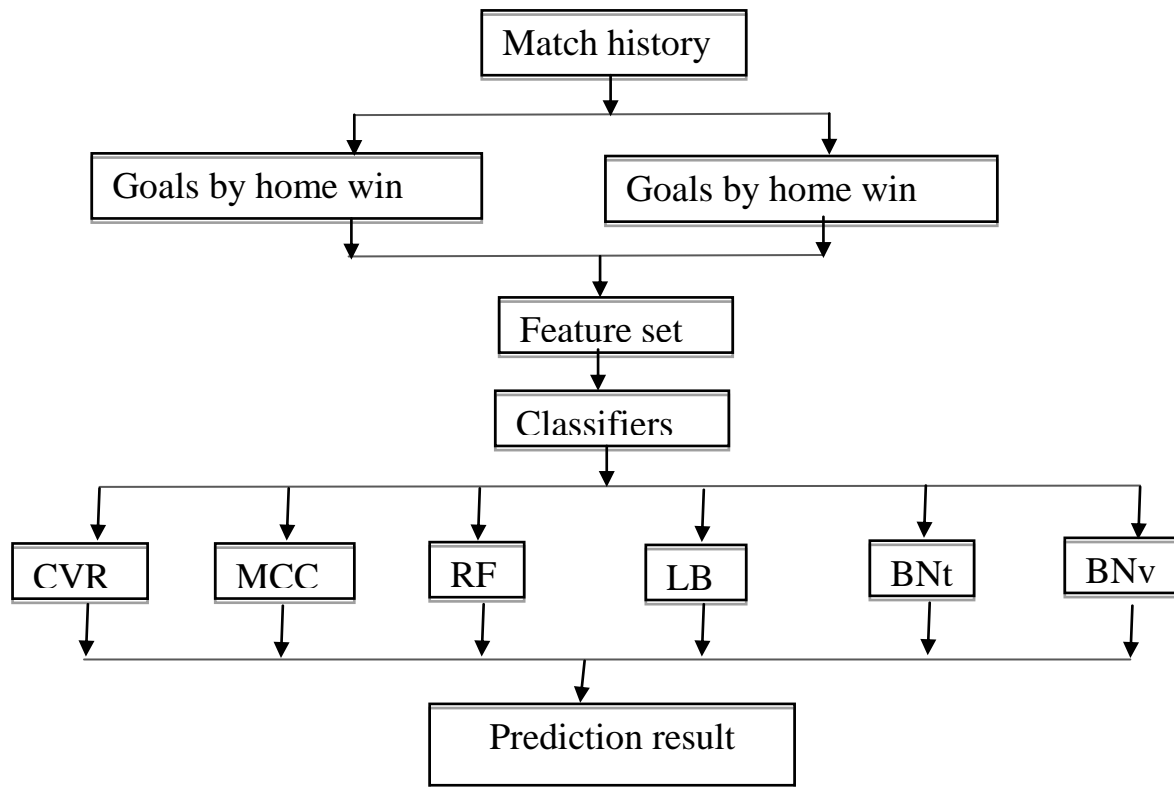 Match history
Goals by home win
Goals by home win
Feature set
Classifiers
CVR
MCC
RF
LB
BNt
BNv
Prediction result